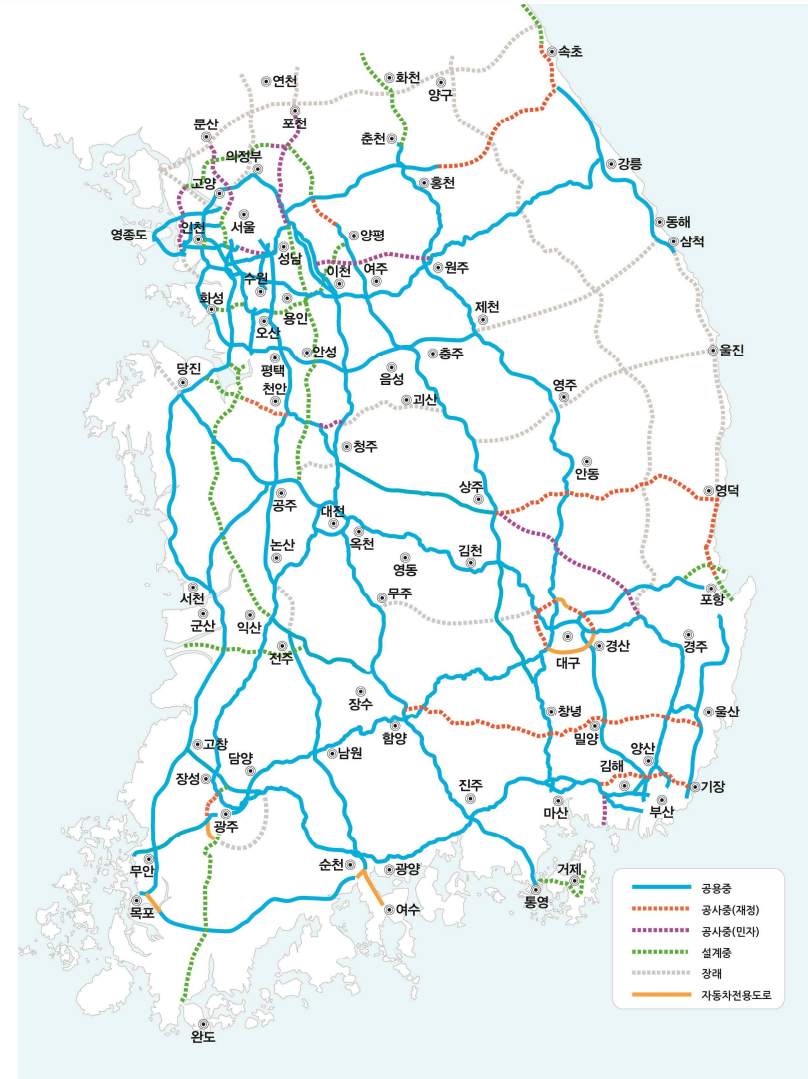 속초
연천
화천
양구
포천
문산
춘천
의정부
강릉
고양
홍천
서울
동해
영종도
인천
양평
삼척
성남
이천
여주
원주
수원
화성
용인
제천
오산
울진
안성
충주
평택
음성
당진
천안
영주
괴산
청주
안동
상주
영덕
공주
대전
옥천
논산
영동
김천
서천
무주
포항
군산
익산
전주
대구
경산
경주
장수
창녕
울산
함양
밀양
고창
남원
양산
담양
장성
김해
진주
기장
마산
부산
광주
무안
순천
광양
거제
목포
여수
통영
완도
공용중
공사중(재정)
공사중(민자)
설계중
장래
자동차전용도로